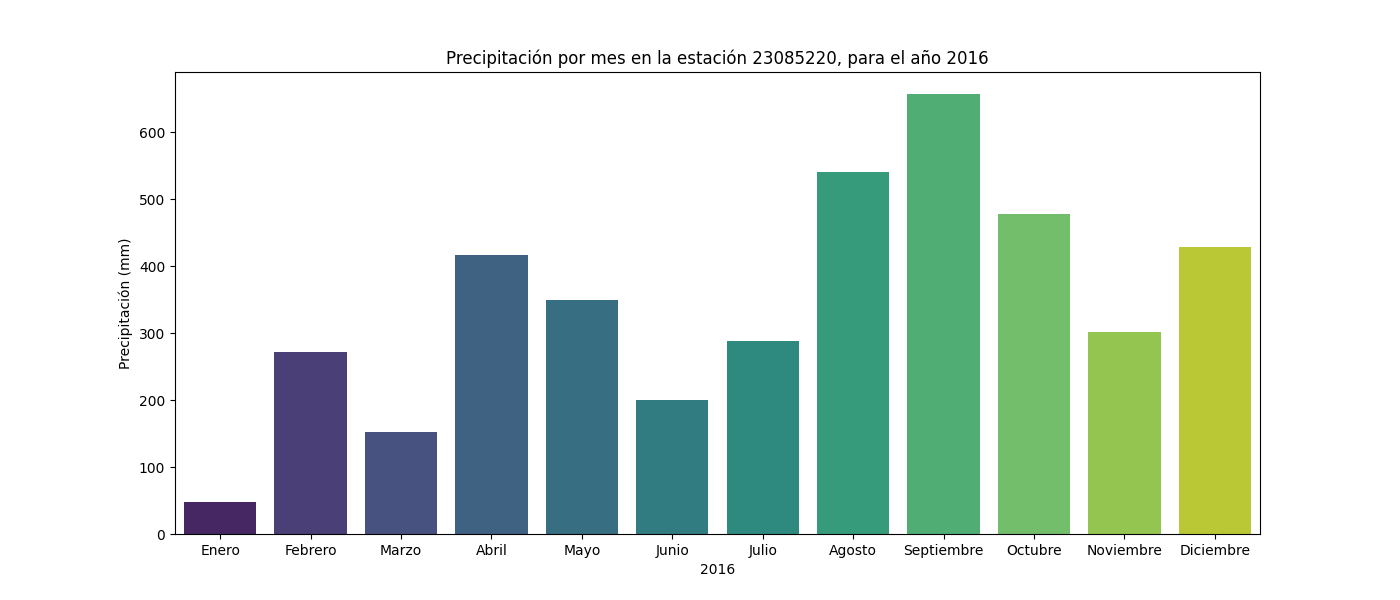 Precipitación por mes en la estación 23085220, para el año 2016
Precipitación (mm)
600
500
400
300
200
100
0
Enero Febrero Marzo Abril Mayo Junio Julio Agosto Septiembre Octubre Noviembre Diciembre
2016